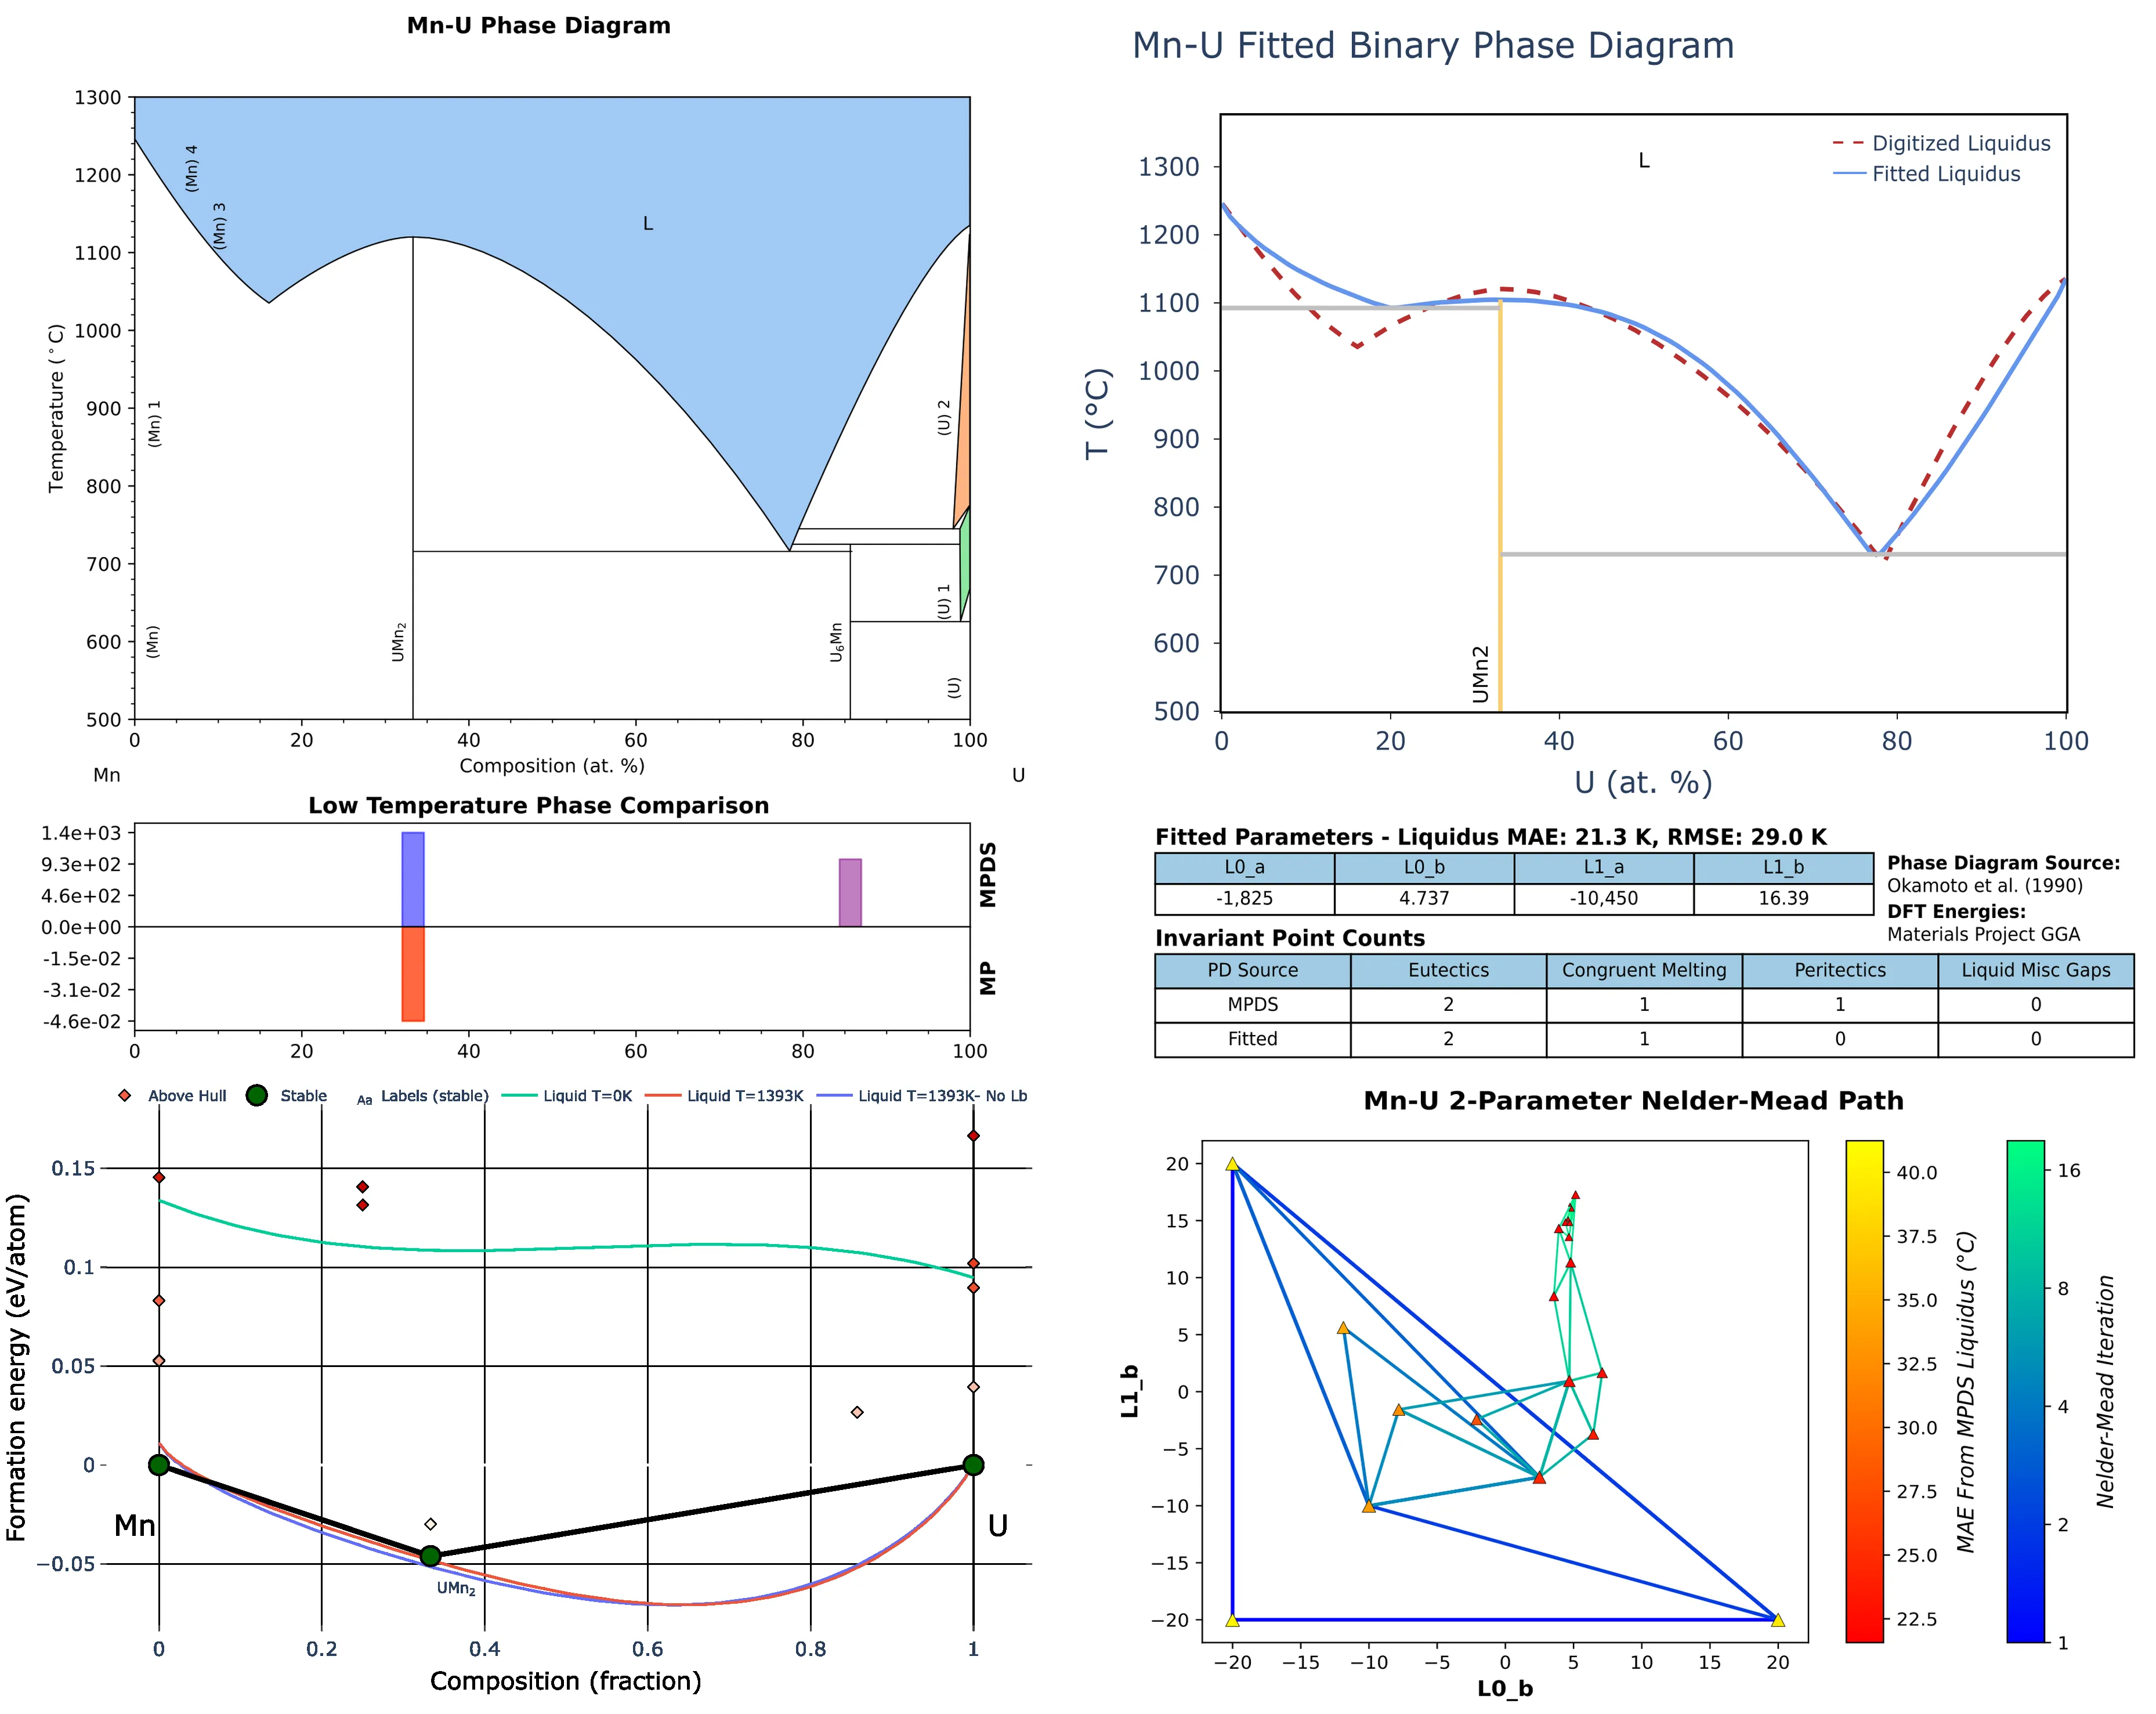 Mn-U Phase Diagram
1300
1200
1100
1000
900
800
700
600
500
Temperature (°C)
(Mn) 4
(Mn) 3
(Mn) 1
(Mn)
L
UMn2
U6Mn
(U) 2
(U) 1
(U)
0 20 40 60 80 100
Mn
Composition (at. %)
U
Mn-U Fitted Binary Phase Diagram
Digitized Liquidus
Fitted Liquidus
L
1300
1200
1100
1000
900
800
700
600
500
T (°C)
UMn2
0 20 40 60 80 100
U (at. %)
Low Temperature Phase Comparison
1.4e+03
9.3e+02
4.6e+02
0.0e+00
-1.5e-02
-3.1e-02
-4.6e-02
MPDS
MP
0 20 40 60 80 100
Fitted Parameters - Liquidus MAE: 21.3 K, RMSE: 29.0 K
L0_a L0_b L1_a L1_b
-1,825 4.737 -10,450 16.39
Phase Diagram Source:
Okamoto et al. (1990)
DFT Energies:
Materials Project GGA
Invariant Point Counts
PD Source Eutectics Congruent Melting Peritectics Liquid Misc Gaps
MPDS 2 1 1 0
Fitted 2 1 0 0
Above Hull Stable Aa Labels (stable) Liquid T=0K Liquid T=1393K Liquid T=1393K- No Lb
0.15
0.1
0.05
0
−0.05
Formation energy (eV/atom)
Mn
U
UMn2
0 0.2 0.4 0.6 0.8 1
Composition (fraction)
Mn-U 2-Parameter Nelder-Mead Path
20
15
10
5
0
−5
−10
−15
−20
L1_b
−20 −15 −10 −5 0 5 10 15 20
L0_b
40.0
37.5
35.0
32.5
30.0
27.5
25.0
22.5
MAE From MPDS Liquidus (°C)
16
8
4
2
1
Nelder-Mead Iteration